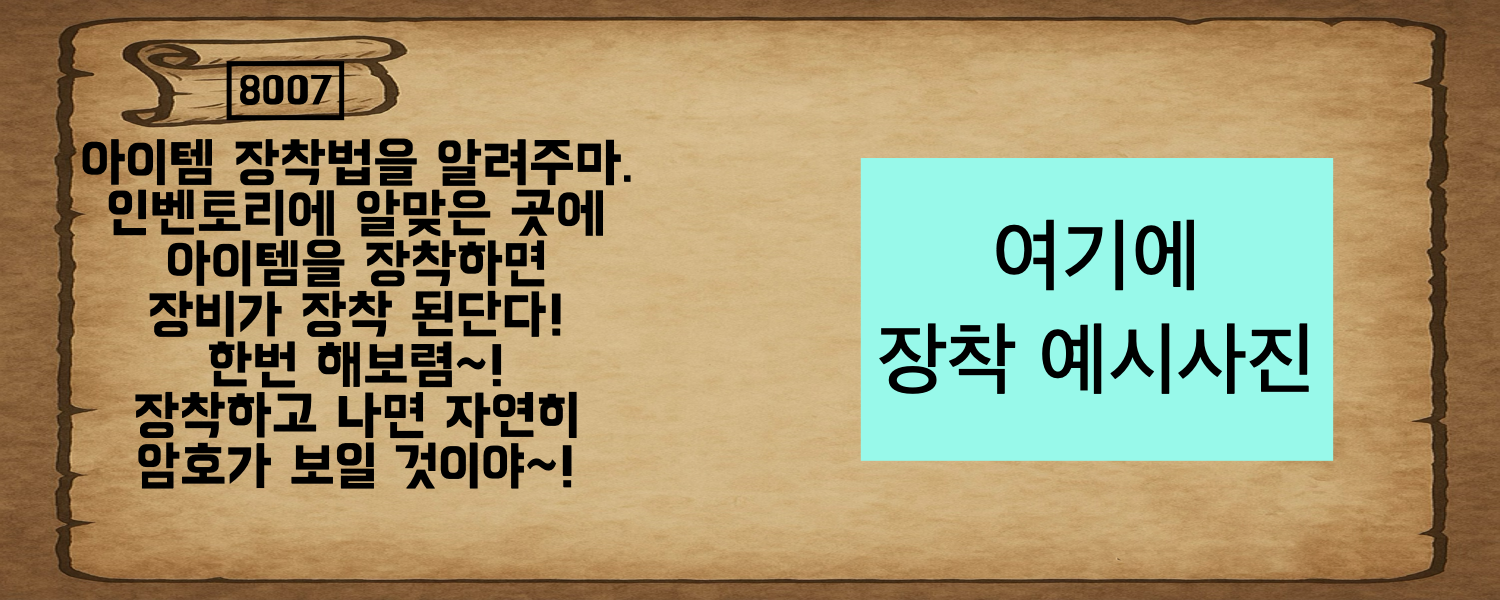 8007
아이템 장착법을 알려주마.
인벤토리에 알맞은 곳에
아이템을 장착하면
장비가 장착 된단다!
한번 해보렴~!
장착하고 나면 자연히
암호가 보일 것이야~!
여기에
장착 예시사진